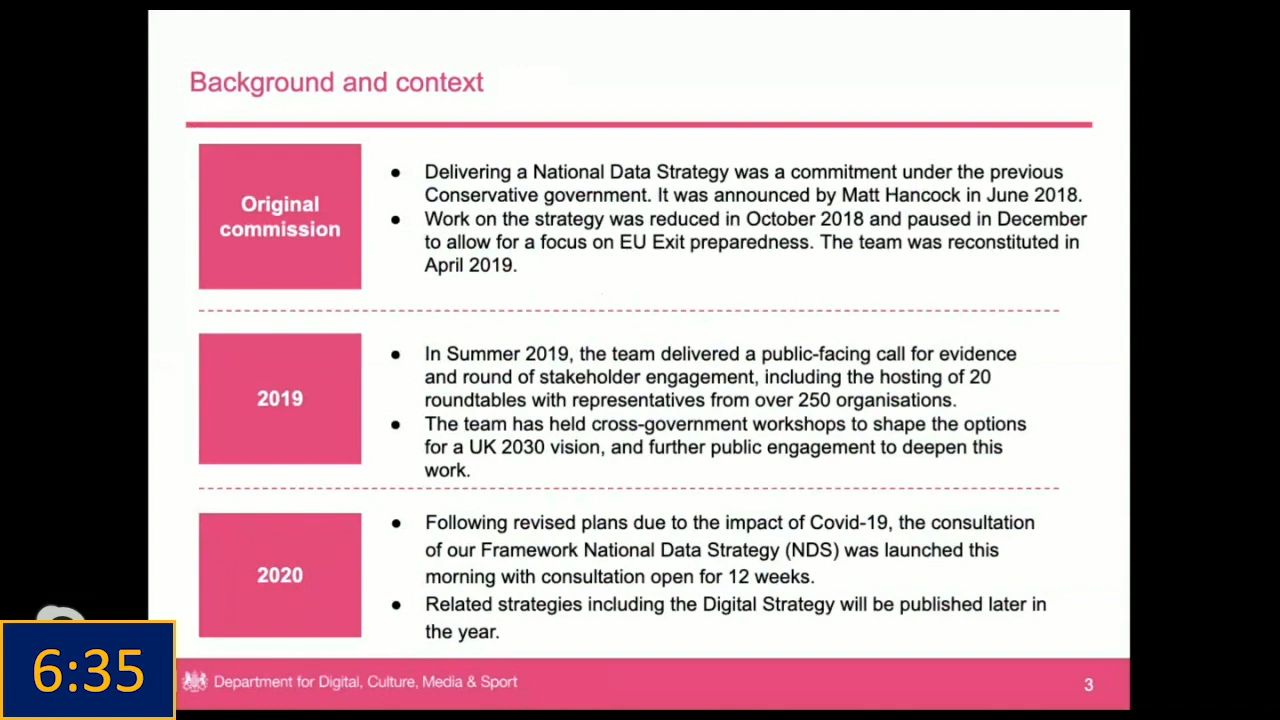 Background and context
Original
commission
● Delivering a National Data Strategy was a commitment under the previous
Conservative government. It was announced by Matt Hancock in June 2018.
● Work on the strategy was reduced in October 2018 and paused in December
to allow for a focus on EU Exit preparedness. The team was reconstituted in
April 2019.
2019
● In Summer 2019, the team delivered a public-facing call for evidence
and round of stakeholder engagement, including the hosting of 20
roundtables with representatives from over 250 organisations.
● The team has held cross-government workshops to shape the options
for a UK 2030 vision, and further public engagement to deepen this
work.
2020
● Following revised plans due to the impact of Covid-19, the consultation
of our Framework National Data Strategy (NDS) was launched this
morning with consultation open for 12 weeks.
● Related strategies including the Digital Strategy will be published later in
the year.
6:35
Department for Digital, Culture, Media & Sport
3